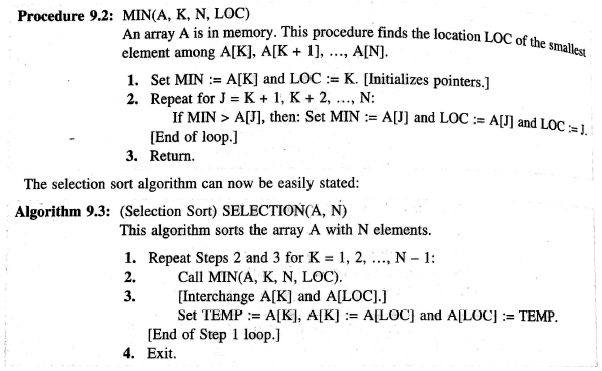 Procedure 9.2: MIN(A, K, N, LOC)
An array A is in memory. This procedure finds the location LOC of the smallest
element among A[K], A[K + 1], ..., A[N].
1. Set MIN := A[K] and LOC := K. [Initializes pointers.]
2. Repeat for J = K + 1, K + 2, ..., N:
If MIN > A[J], then: Set MIN := A[J] and LOC := A[J] and LOC := J.
[End of loop.]
3. Return.
The selection sort algorithm can now be easily stated:
Algorithm 9.3: (Selection Sort) SELECTION(A, N)
This algorithm sorts the array A with N elements.
1. Repeat Steps 2 and 3 for K = 1, 2, ..., N – 1:
2. Call MIN(A, K, N, LOC).
3. [Interchange A[K] and A[LOC].]
Set TEMP := A[K], A[K] := A[LOC] and A[LOC] := TEMP.
[End of Step 1 loop.]
4. Exit.